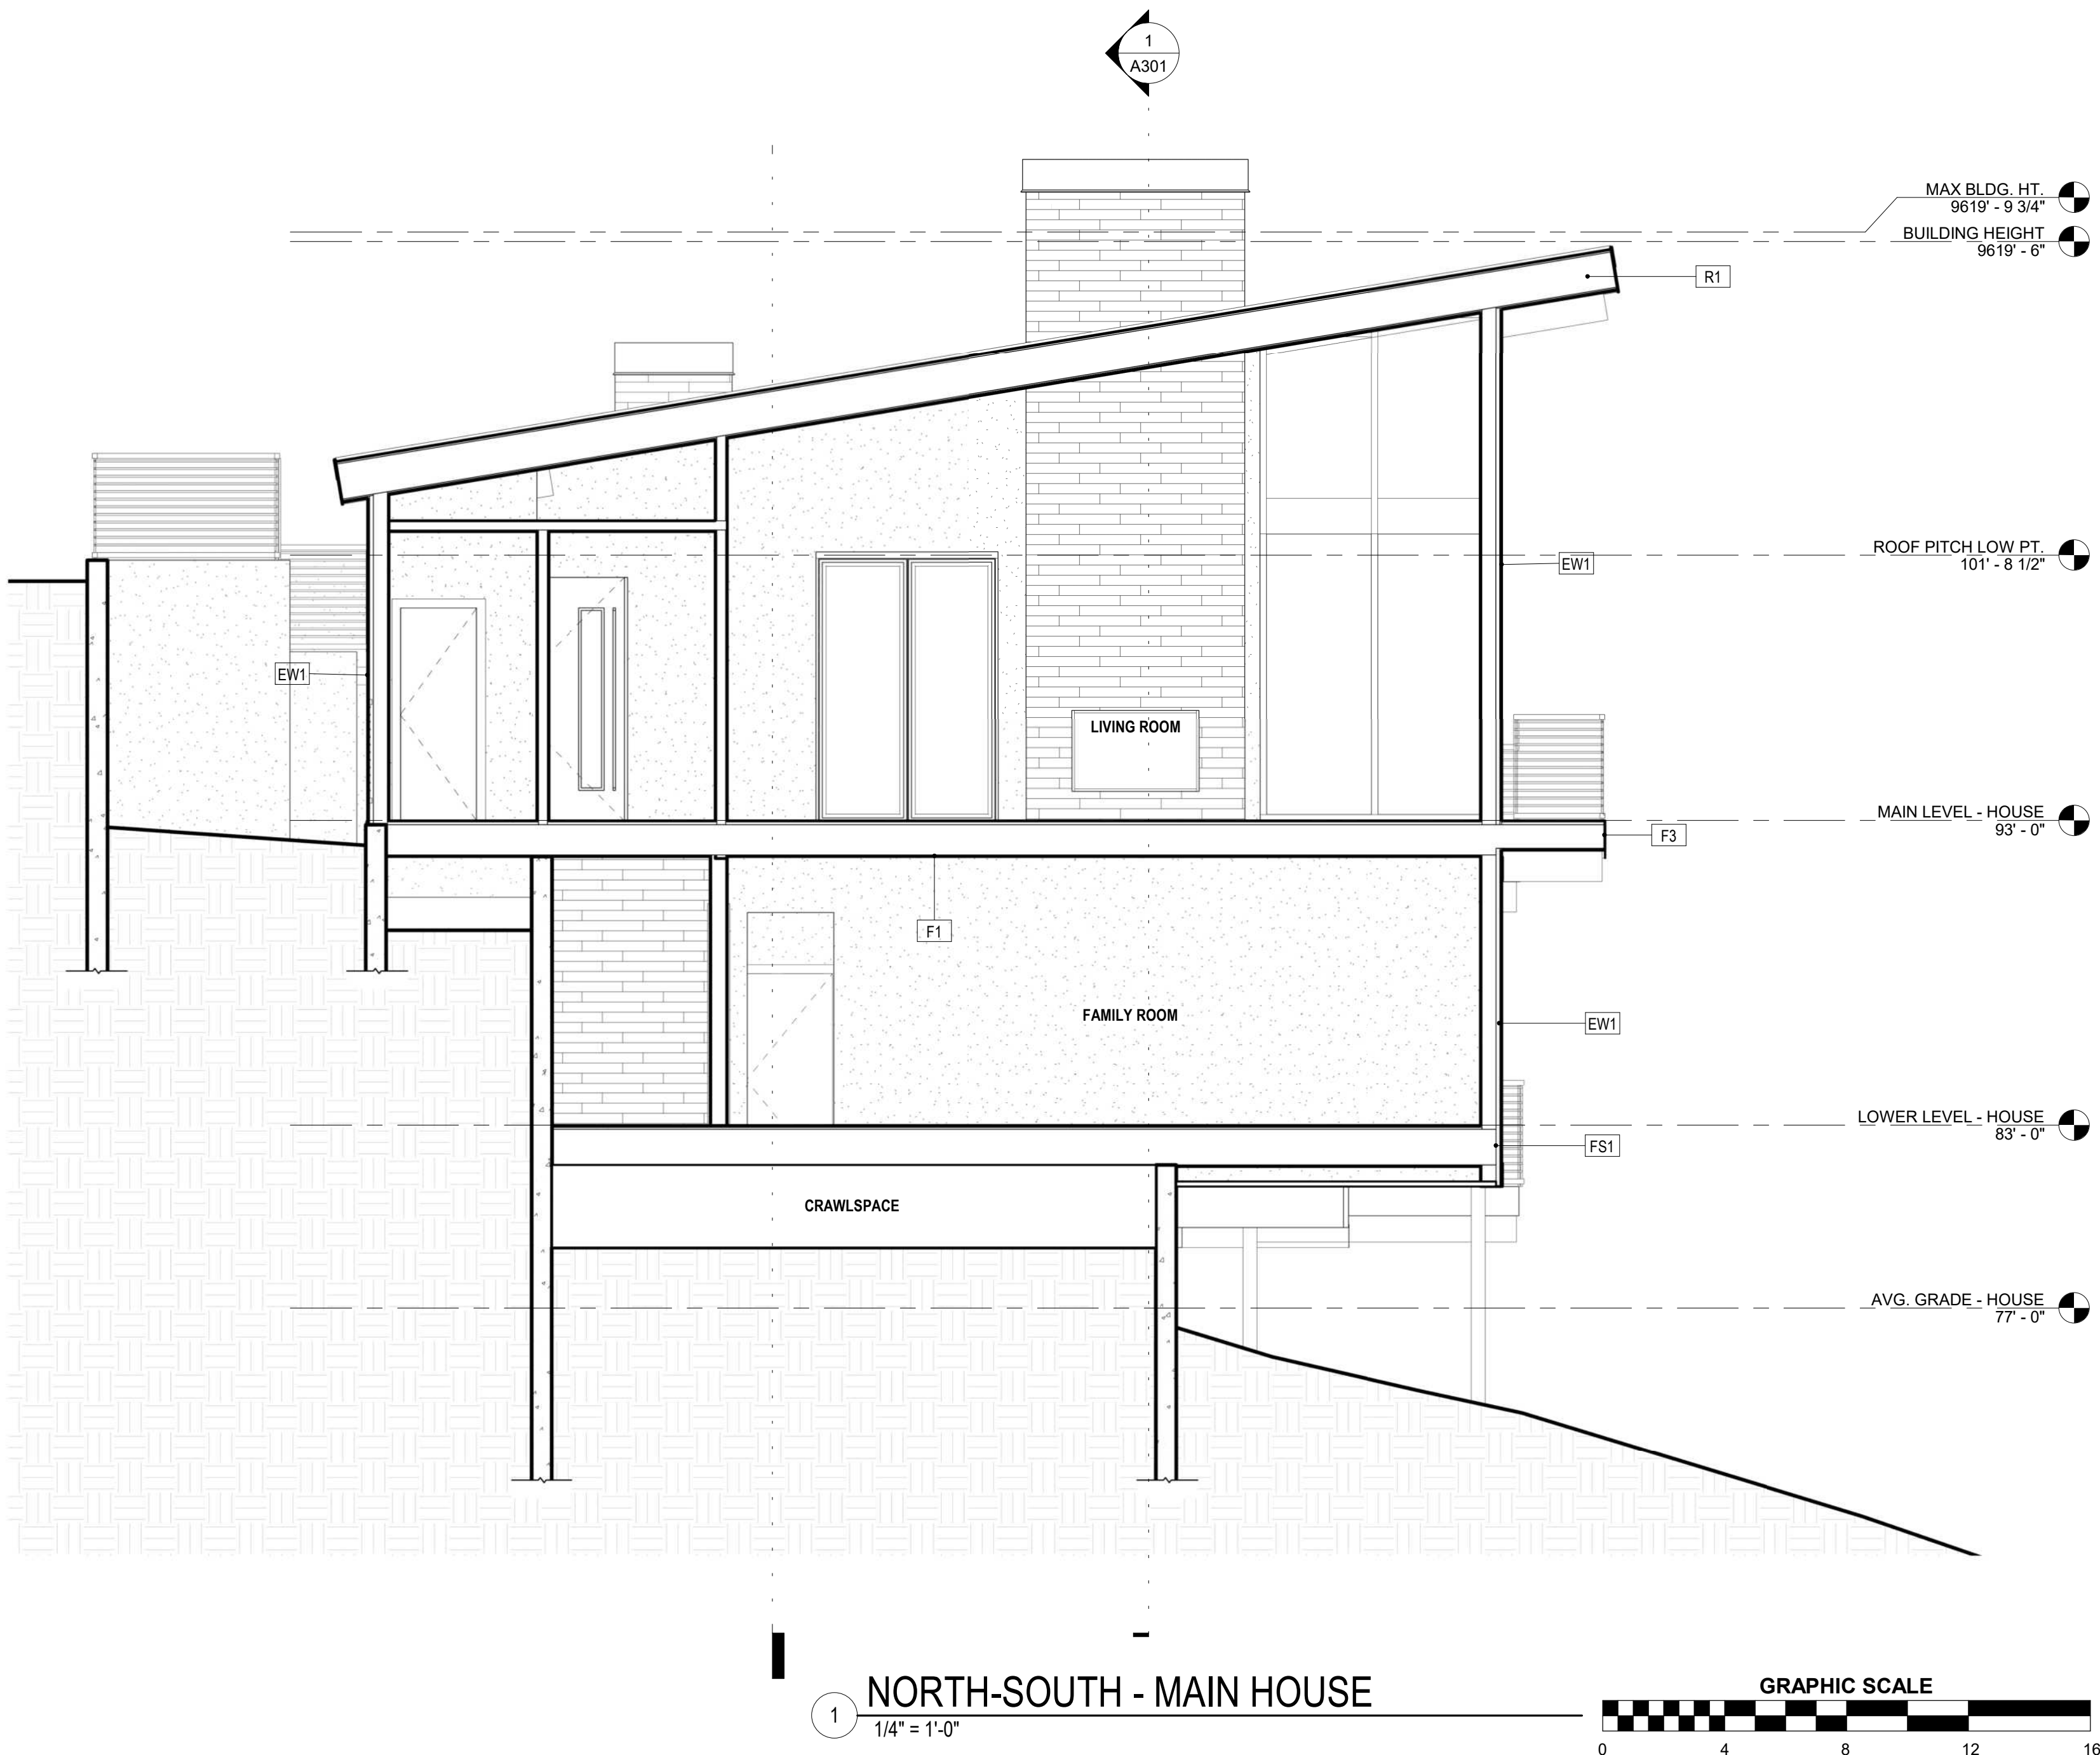 1
A301
MAX BLDG. HT.
9619' - 9 3/4"
BUILDING HEIGHT
9619' - 6"
R1
ROOF PITCH LOW PT.
101' - 8 1/2"
EW1
EW1
LIVING ROOM
MAIN LEVEL - HOUSE
93' - 0"
F3
F1
FAMILY ROOM
EW1
LOWER LEVEL - HOUSE
83' - 0"
FS1
CRAWLSPACE
AVG. GRADE - HOUSE
77' - 0"
1
NORTH-SOUTH - MAIN HOUSE
1/4" = 1'-0"
GRAPHIC SCALE
0 4 8 12 16